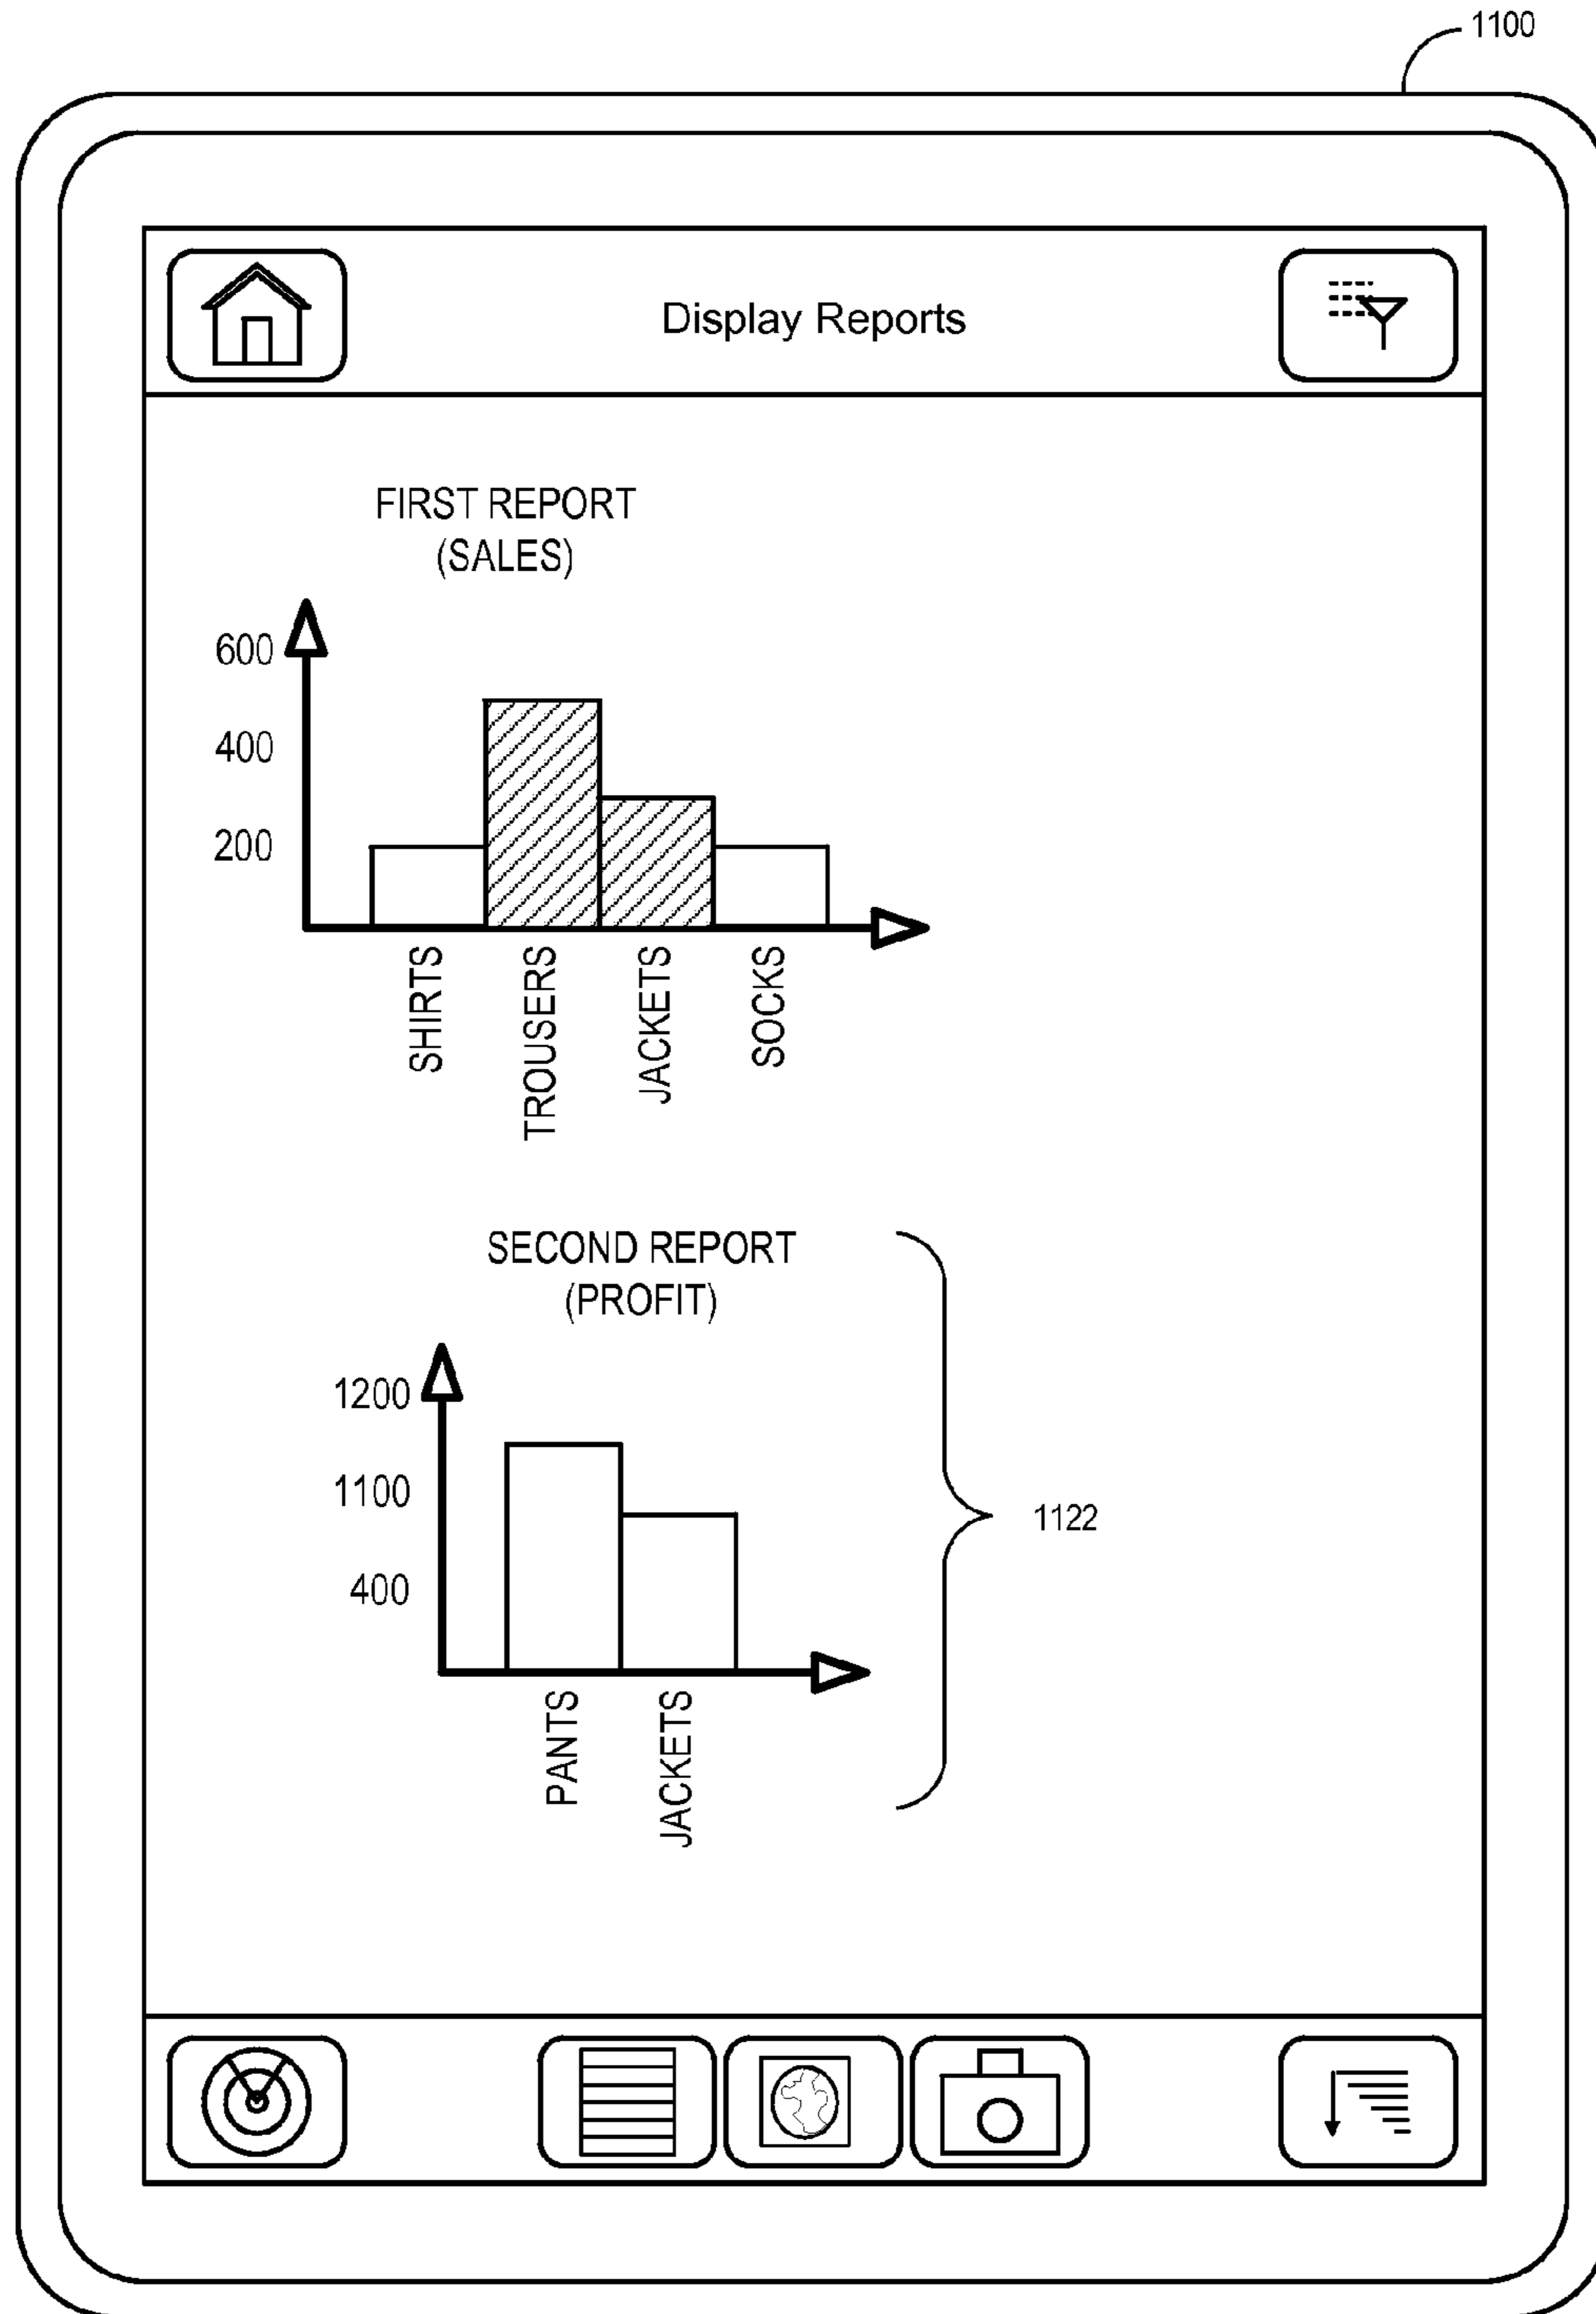 1100
Display Reports
FIRST REPORT
(SALES)
600
400
200
SHIRTS
TROUSERS
JACKETS
SOCKS
SECOND REPORT
(PROFIT)
1200
1100
400
1122
PANTS
JACKETS